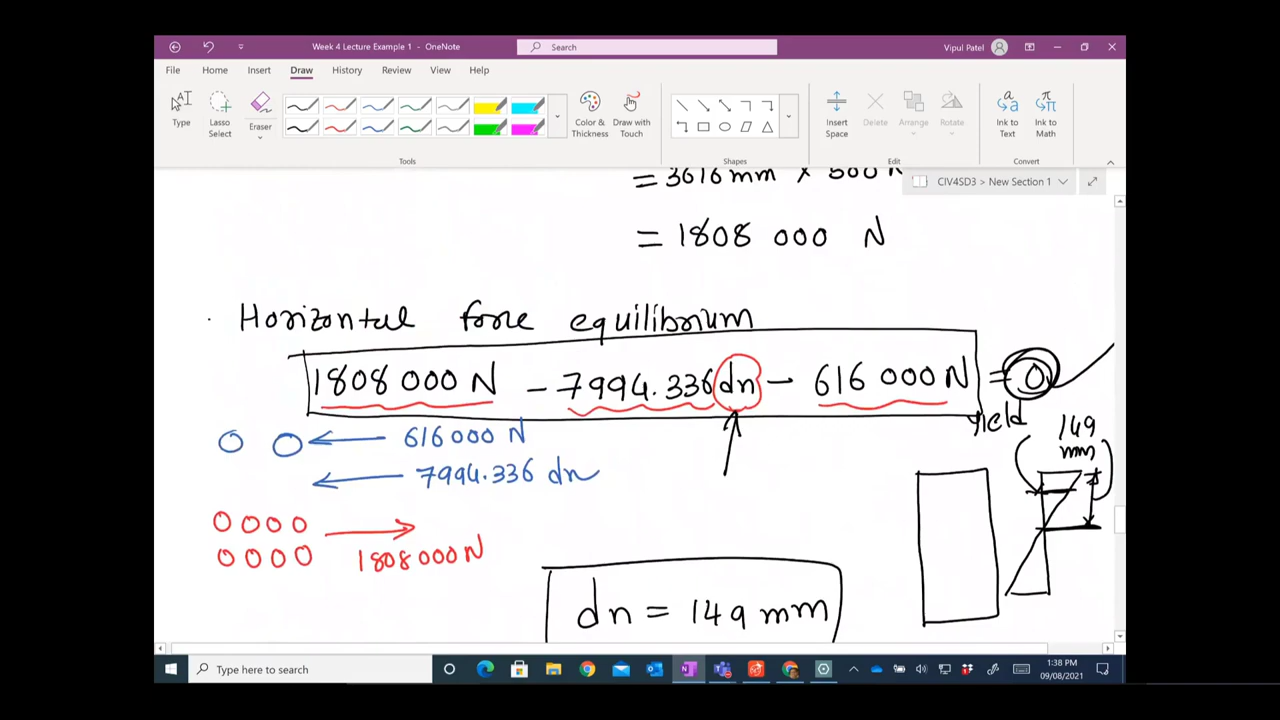 Week 4 Lecture Example 1 - OneNote
Search
Vipul Patel
File Home Insert Draw History Review View Help
Type
Lasso Select
Eraser
Color & Thickness
Draw with Touch
Insert Space
Delete
Arrange
Rotate
Ink to Text
Ink to Math
Tools
Shapes
Edit
Convert
CIV4SD3 > New Section 1
= 3616 mm × 500 N
= 1808 000 N
Horizontal force equilibrium
1808 000 N - 7994.336 dn - 616 000 N = 0
yield
149 mm
616 000 N
7994.336 dn
1808 000 N
dn = 149 mm
Type here to search
1:38 PM
09/08/2021